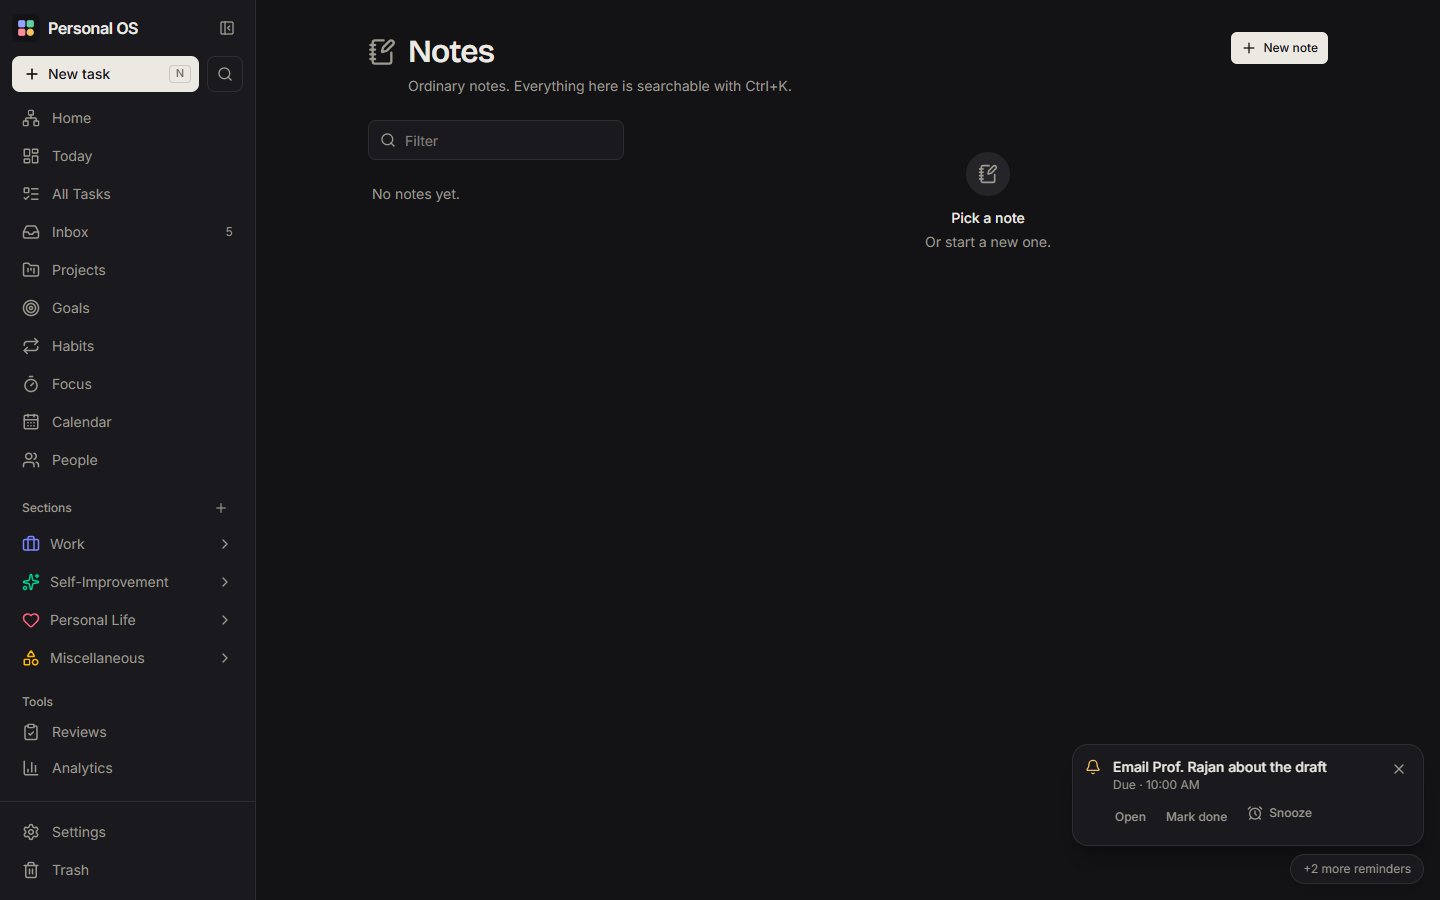 Personal OS
New task
N
Home
Today
All Tasks
Inbox
5
Projects
Goals
Habits
Focus
Calendar
People
Sections
Work
Self-Improvement
Personal Life
Miscellaneous
Tools
Reviews
Analytics
Settings
Trash
Notes
Ordinary notes. Everything here is searchable with Ctrl+K.
New note
Filter
No notes yet.
Pick a note
Or start a new one.
Email Prof. Rajan about the draft
Due · 10:00 AM
Open Mark done Snooze
+2 more reminders